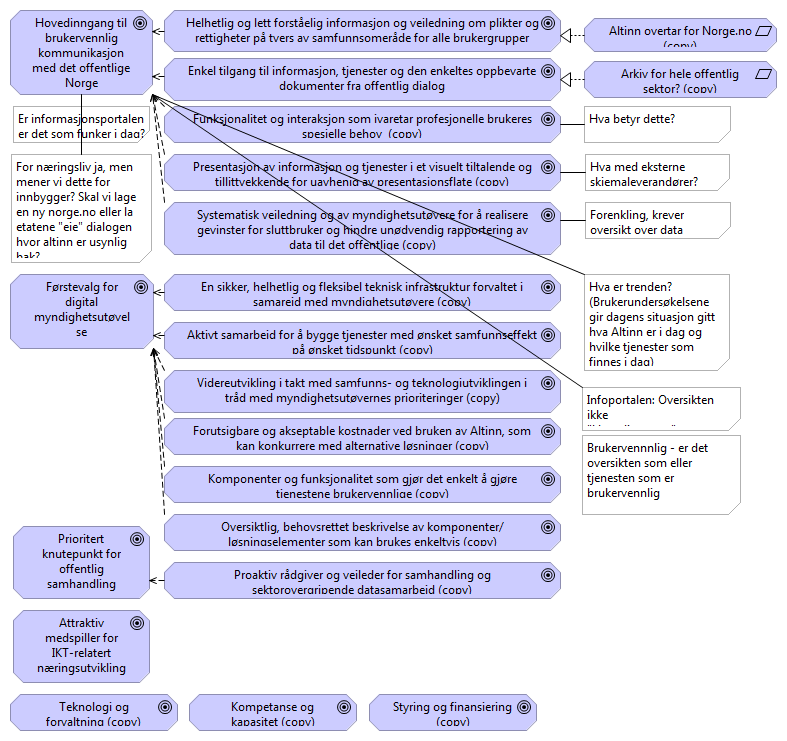 Hovedinngang til
brukervennlig
kommunikasjon
med det offentlige
Norge
Helhetlig og lett forståelig informasjon og veiledning om plikter og
rettigheter på tvers av samfunnsområde for alle brukergrupper
Altinn overtar for Norge.no
(copy)
Enkel tilgang til informasjon, tjenester og den enkeltes oppbevarte
dokumenter fra offentlig dialog
Arkiv for hele offentlig
sektor? (copy)
Er informasjonsportalen
er det som funker i dag?
Funksjonalitet og interaksjon som ivaretar profesjonelle brukeres
spesielle behov (copy)
Hva betyr dette?
For næringsliv ja, men
mener vi dette for
innbygger? Skal vi lage
en ny norge.no eller la
etatene "eie" dialogen
hvor altinn er usynlig
bak?
Presentasjon av informasjon og tjenester i et visuelt tiltalende og
tillittvekkende for uavhenig av presentasjonsflate (copy)
Hva med eksterne
skjemaleverandører?
Systematisk veiledning og av myndighetsutøvere for å realisere
gevinster for sluttbruker og hindre unødvendig rapportering av
data til det offentlige (copy)
Forenkling, krever
oversikt over data
Førstevalg for
digital
myndighetsutøvel
se
En sikker, helhetlig og fleksibel teknisk infrastruktur forvaltet i
samareid med myndighetsutøvere (copy)
Hva er trenden?
(Brukerundersøkelsene
gir dagens situasjon gitt
hva Altinn er i dag og
hvilke tjenester som
finnes i dag)
Aktivt samarbeid for å bygge tjenester med ønsket samfunnseffekt
på ønsket tidspunkt (copy)
Videreutvikling i takt med samfunns- og teknologiutviklingen i
tråd med myndighetsutøvernes prioriteringer (copy)
Infoportalen: Oversikten
ikke
Forutsigbare og akseptable kostnader ved bruken av Altinn, som
kan konkurrere med alternative løsninger (copy)
Brukervennnlig - er det
oversikten som eller
tjenesten som er
brukervennlig
Komponenter og funksjonalitet som gjør det enkelt å gjøre
tjenestene brukervennlige (copy)
Oversiktlig, behovsrettet beskrivelse av komponenter/
løsningselementer som kan brukes enkeltvis (copy)
Prioritert
knutepunkt for
offentlig
samhandling
Proaktiv rådgiver og veileder for samhandling og
sektorovergripende datasamarbeid (copy)
Attraktiv
medspiller for
IKT-relatert
næringsutvikling
Teknologi og
forvaltning (copy)
Kompetanse og
kapasitet (copy)
Styring og finansiering
(copy)